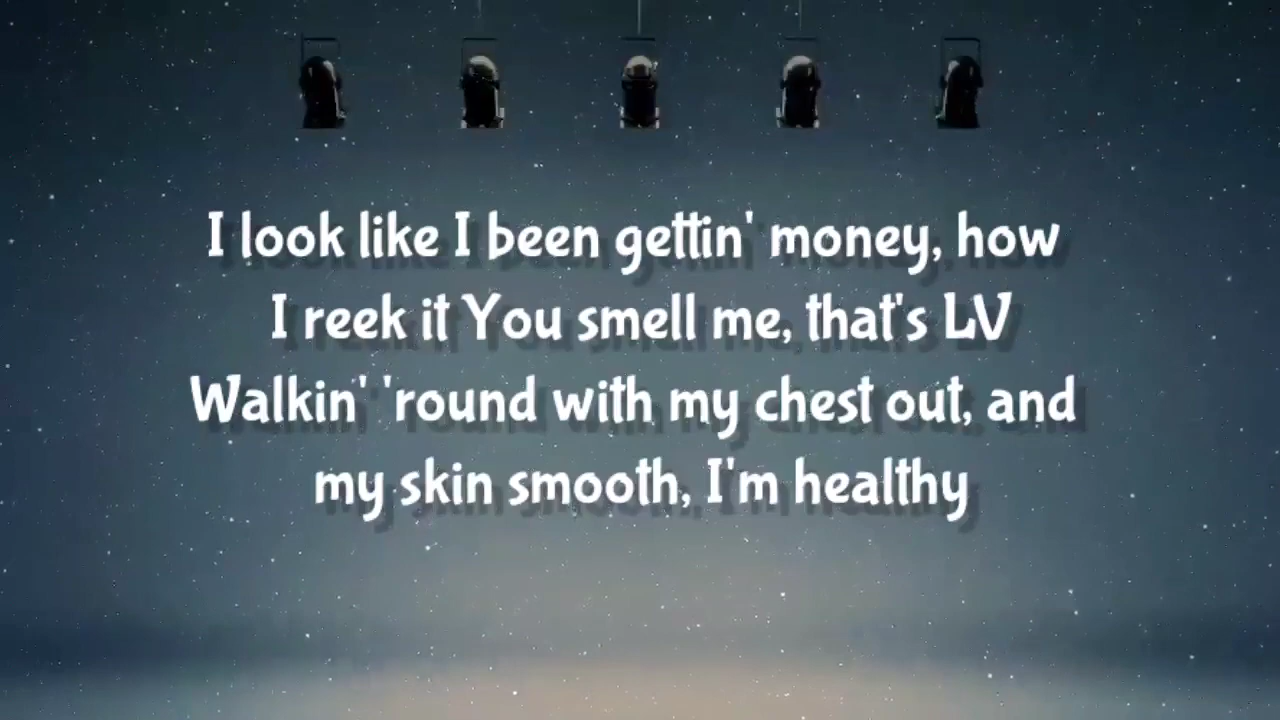 I look like I been gettin' money, how
I reek it You smell me, that's LV
Walkin' 'round with my chest out, and
my skin smooth, I'm healthy